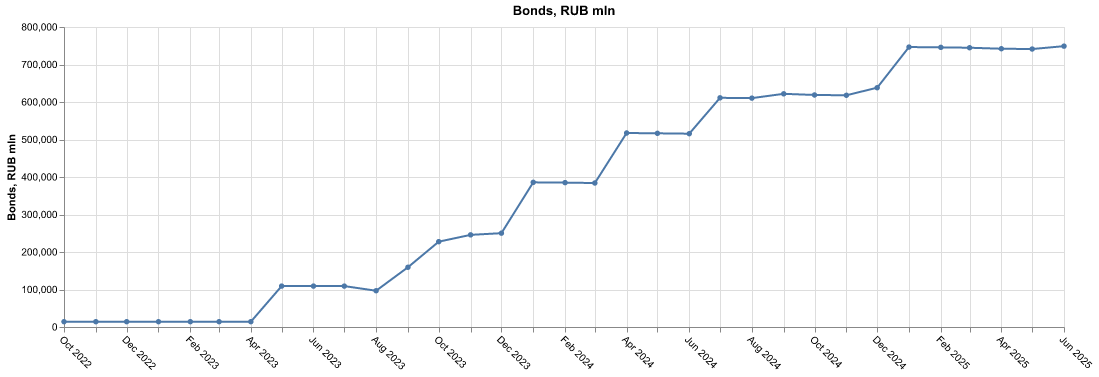 Bonds, RUB mln
Bonds, RUB mln
800,000
700,000
600,000
500,000
400,000
300,000
200,000
100,000
0
Oct 2022
Dec 2022
Feb 2023
Apr 2023
Jun 2023
Aug 2023
Oct 2023
Dec 2023
Feb 2024
Apr 2024
Jun 2024
Aug 2024
Oct 2024
Dec 2024
Feb 2025
Apr 2025
Jun 2025